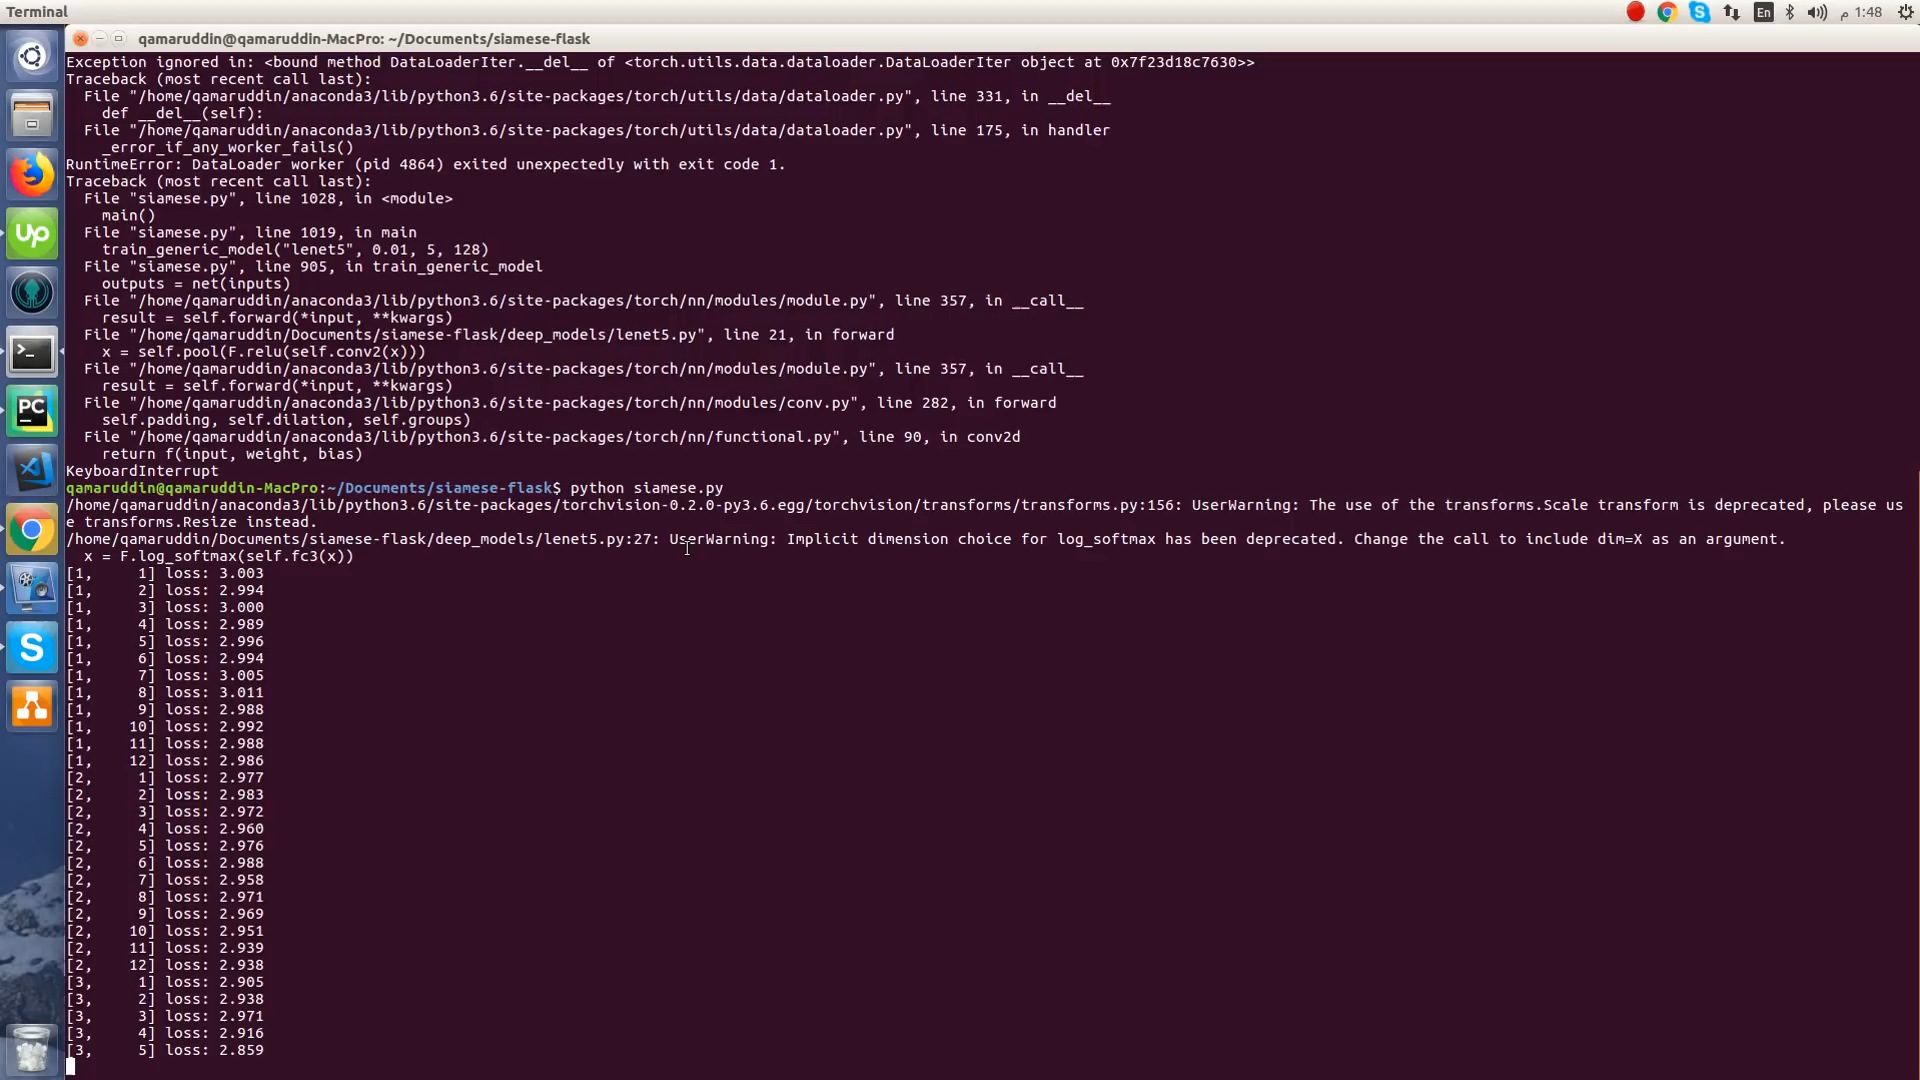 Terminal
En
م 1:48
qamaruddin@qamaruddin-MacPro: ~/Documents/siamese-flask
Exception ignored in: <bound method DataLoaderIter.__del__ of <torch.utils.data.dataloader.DataLoaderIter object at 0x7f23d18c7630>>
Traceback (most recent call last):
  File "/home/qamaruddin/anaconda3/lib/python3.6/site-packages/torch/utils/data/dataloader.py", line 331, in __del__
    def __del__(self):
  File "/home/qamaruddin/anaconda3/lib/python3.6/site-packages/torch/utils/data/dataloader.py", line 175, in handler
    _error_if_any_worker_fails()
RuntimeError: DataLoader worker (pid 4864) exited unexpectedly with exit code 1.
Traceback (most recent call last):
  File "siamese.py", line 1028, in <module>
    main()
  File "siamese.py", line 1019, in main
    train_generic_model("lenet5", 0.01, 5, 128)
  File "siamese.py", line 905, in train_generic_model
    outputs = net(inputs)
  File "/home/qamaruddin/anaconda3/lib/python3.6/site-packages/torch/nn/modules/module.py", line 357, in __call__
    result = self.forward(*input, **kwargs)
  File "/home/qamaruddin/Documents/siamese-flask/deep_models/lenet5.py", line 21, in forward
    x = self.pool(F.relu(self.conv2(x)))
  File "/home/qamaruddin/anaconda3/lib/python3.6/site-packages/torch/nn/modules/module.py", line 357, in __call__
    result = self.forward(*input, **kwargs)
  File "/home/qamaruddin/anaconda3/lib/python3.6/site-packages/torch/nn/modules/conv.py", line 282, in forward
    self.padding, self.dilation, self.groups)
  File "/home/qamaruddin/anaconda3/lib/python3.6/site-packages/torch/nn/functional.py", line 90, in conv2d
    return f(input, weight, bias)
KeyboardInterrupt
qamaruddin@qamaruddin-MacPro:~/Documents/siamese-flask$ python siamese.py
/home/qamaruddin/anaconda3/lib/python3.6/site-packages/torchvision-0.2.0-py3.6.egg/torchvision/transforms/transforms.py:156: UserWarning: The use of the transforms.Scale transform is deprecated, please us
e transforms.Resize instead.
/home/qamaruddin/Documents/siamese-flask/deep_models/lenet5.py:27: UserWarning: Implicit dimension choice for log_softmax has been deprecated. Change the call to include dim=X as an argument.
  x = F.log_softmax(self.fc3(x))
[1,     1] loss: 3.003
[1,     2] loss: 2.994
[1,     3] loss: 3.000
[1,     4] loss: 2.989
[1,     5] loss: 2.996
[1,     6] loss: 2.994
[1,     7] loss: 3.005
[1,     8] loss: 3.011
[1,     9] loss: 2.988
[1,    10] loss: 2.992
[1,    11] loss: 2.988
[1,    12] loss: 2.986
[2,     1] loss: 2.977
[2,     2] loss: 2.983
[2,     3] loss: 2.972
[2,     4] loss: 2.960
[2,     5] loss: 2.976
[2,     6] loss: 2.988
[2,     7] loss: 2.958
[2,     8] loss: 2.971
[2,     9] loss: 2.969
[2,    10] loss: 2.951
[2,    11] loss: 2.939
[2,    12] loss: 2.938
[3,     1] loss: 2.905
[3,     2] loss: 2.938
[3,     3] loss: 2.971
[3,     4] loss: 2.916
[3,     5] loss: 2.859
Up
>_
PC
S